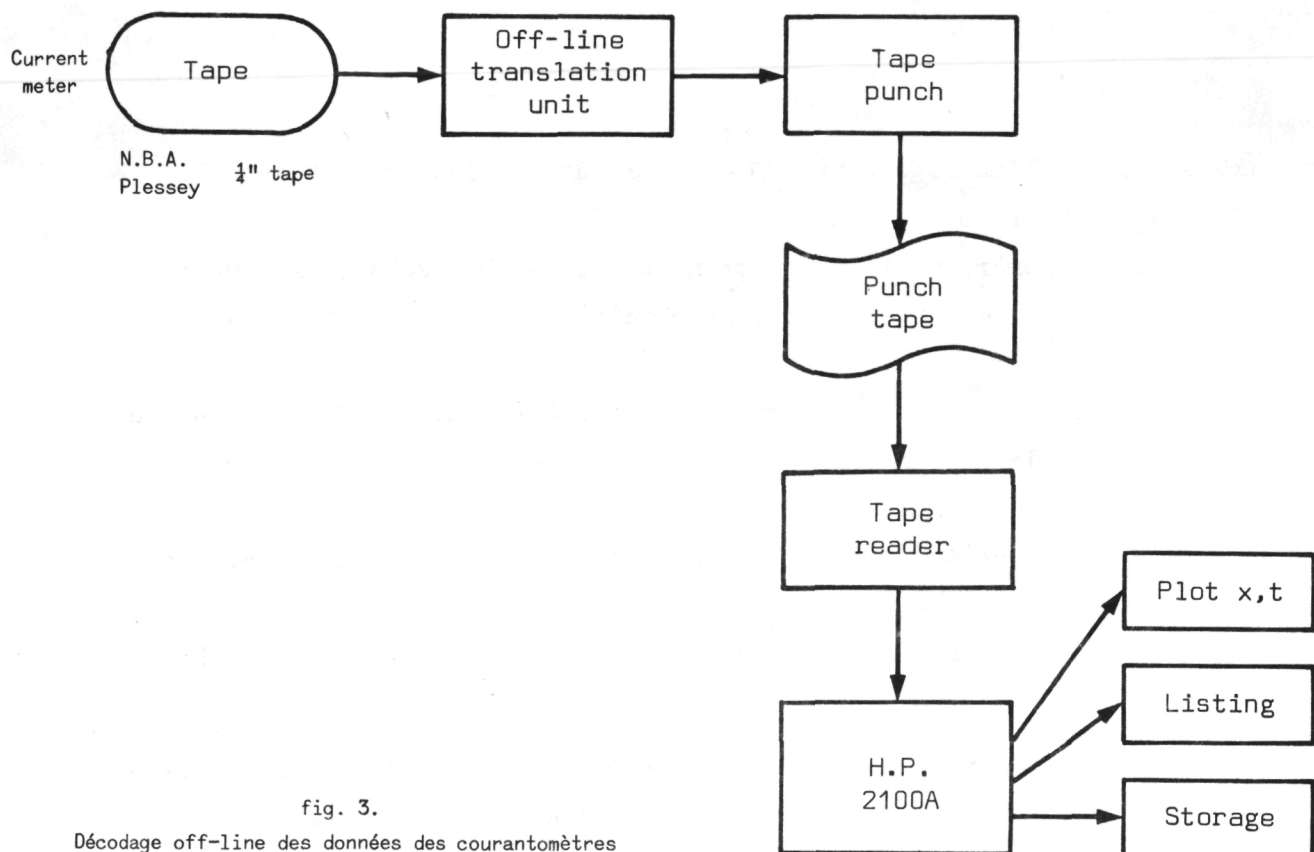 Current
meter
Tape
N.B.A.
Plessey
¼" tape
Off-line
translation
unit
Tape
punch
Punch
tape
Tape
reader
H.P.
2100A
Plot x,t
Listing
Storage
fig. 3.
Décodage off-line des données des courantomètres